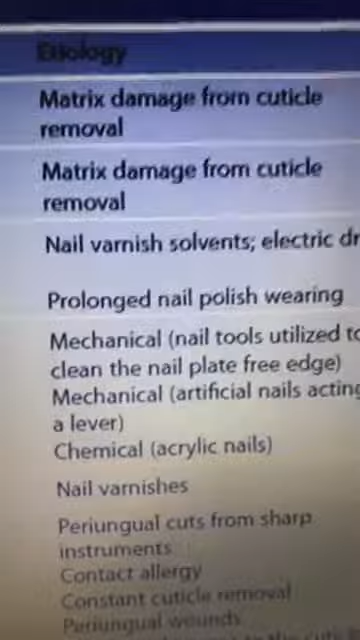 Etiology
Matrix damage from cuticle
removal
Matrix damage from cuticle
removal
Nail varnish solvents; electric dr
Prolonged nail polish wearing
Mechanical (nail tools utilized to
clean the nail plate free edge)
Mechanical (artificial nails acting
a lever)
Chemical (acrylic nails)
Nail varnishes
Periungual cuts from sharp
instruments
Contact allergy
Constant cuticle removal
Periungual wounds